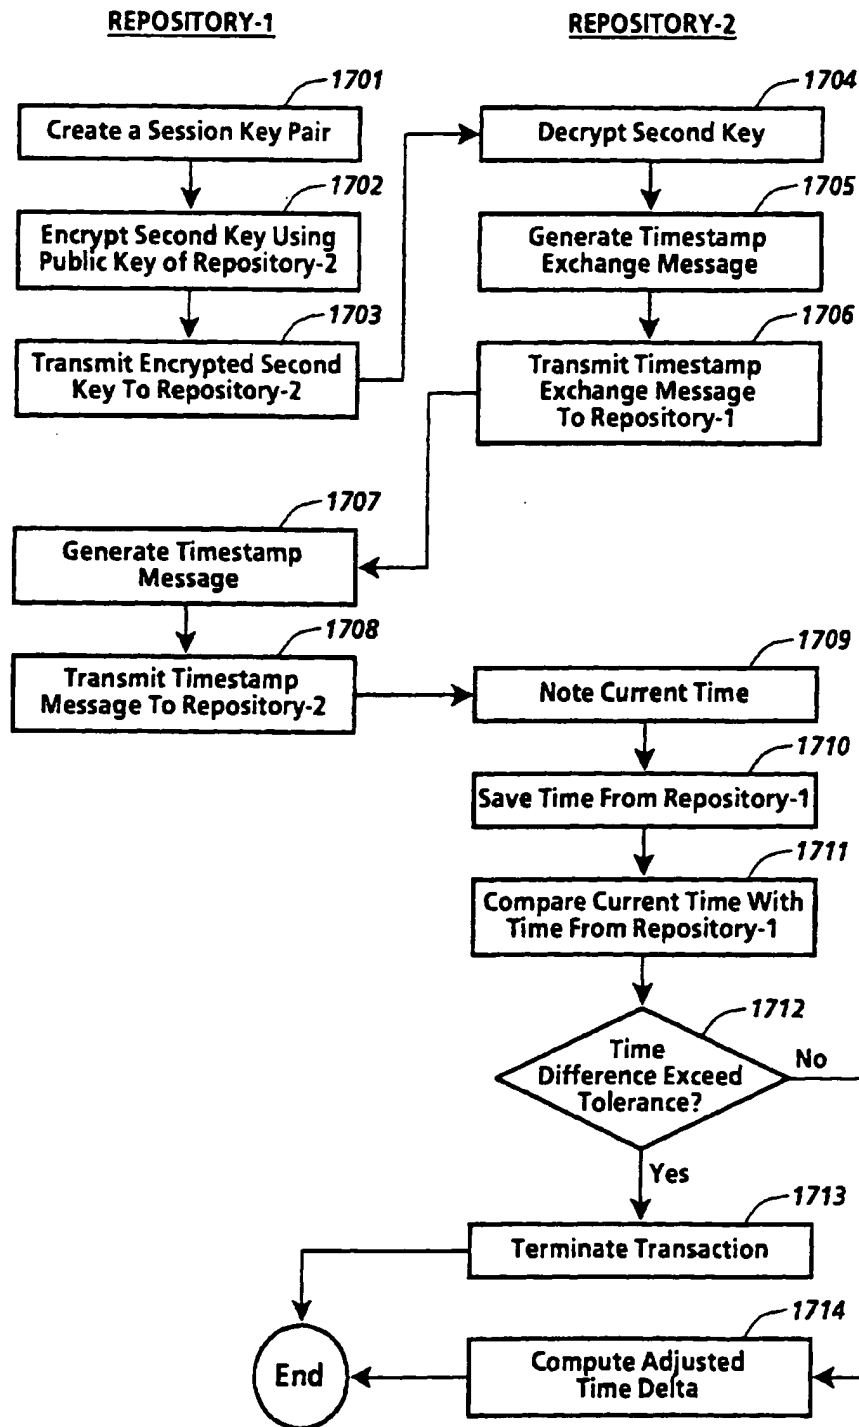 REPOSITORY-1
REPOSITORY-2
1701
Create a Session Key Pair
1702
Encrypt Second Key Using
Public Key of Repository-2
1703
Transmit Encrypted Second
Key To Repository-2
1704
Decrypt Second Key
1705
Generate Timestamp
Exchange Message
1706
Transmit Timestamp
Exchange Message
To Repository-1
1707
Generate Timestamp
Message
1708
Transmit Timestamp
Message To Repository-2
1709
Note Current Time
1710
Save Time From Repository-1
1711
Compare Current Time With
Time From Repository-1
1712
Time
Difference Exceed
Tolerance?
No
Yes
1713
Terminate Transaction
1714
Compute Adjusted
Time Delta
End